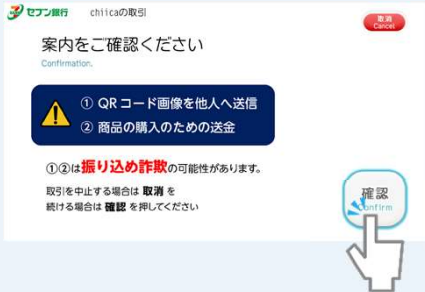 セブン銀行 chiicaの取引
取消
Cancel
案内をご確認ください
Confirmation.
① QRコード画像を他人へ送信
② 商品の購入のための送金
①②は振り込め詐欺の可能性があります。
取引を中止する場合は 取消 を
続ける場合は 確認 を押してください
確認
Confirm